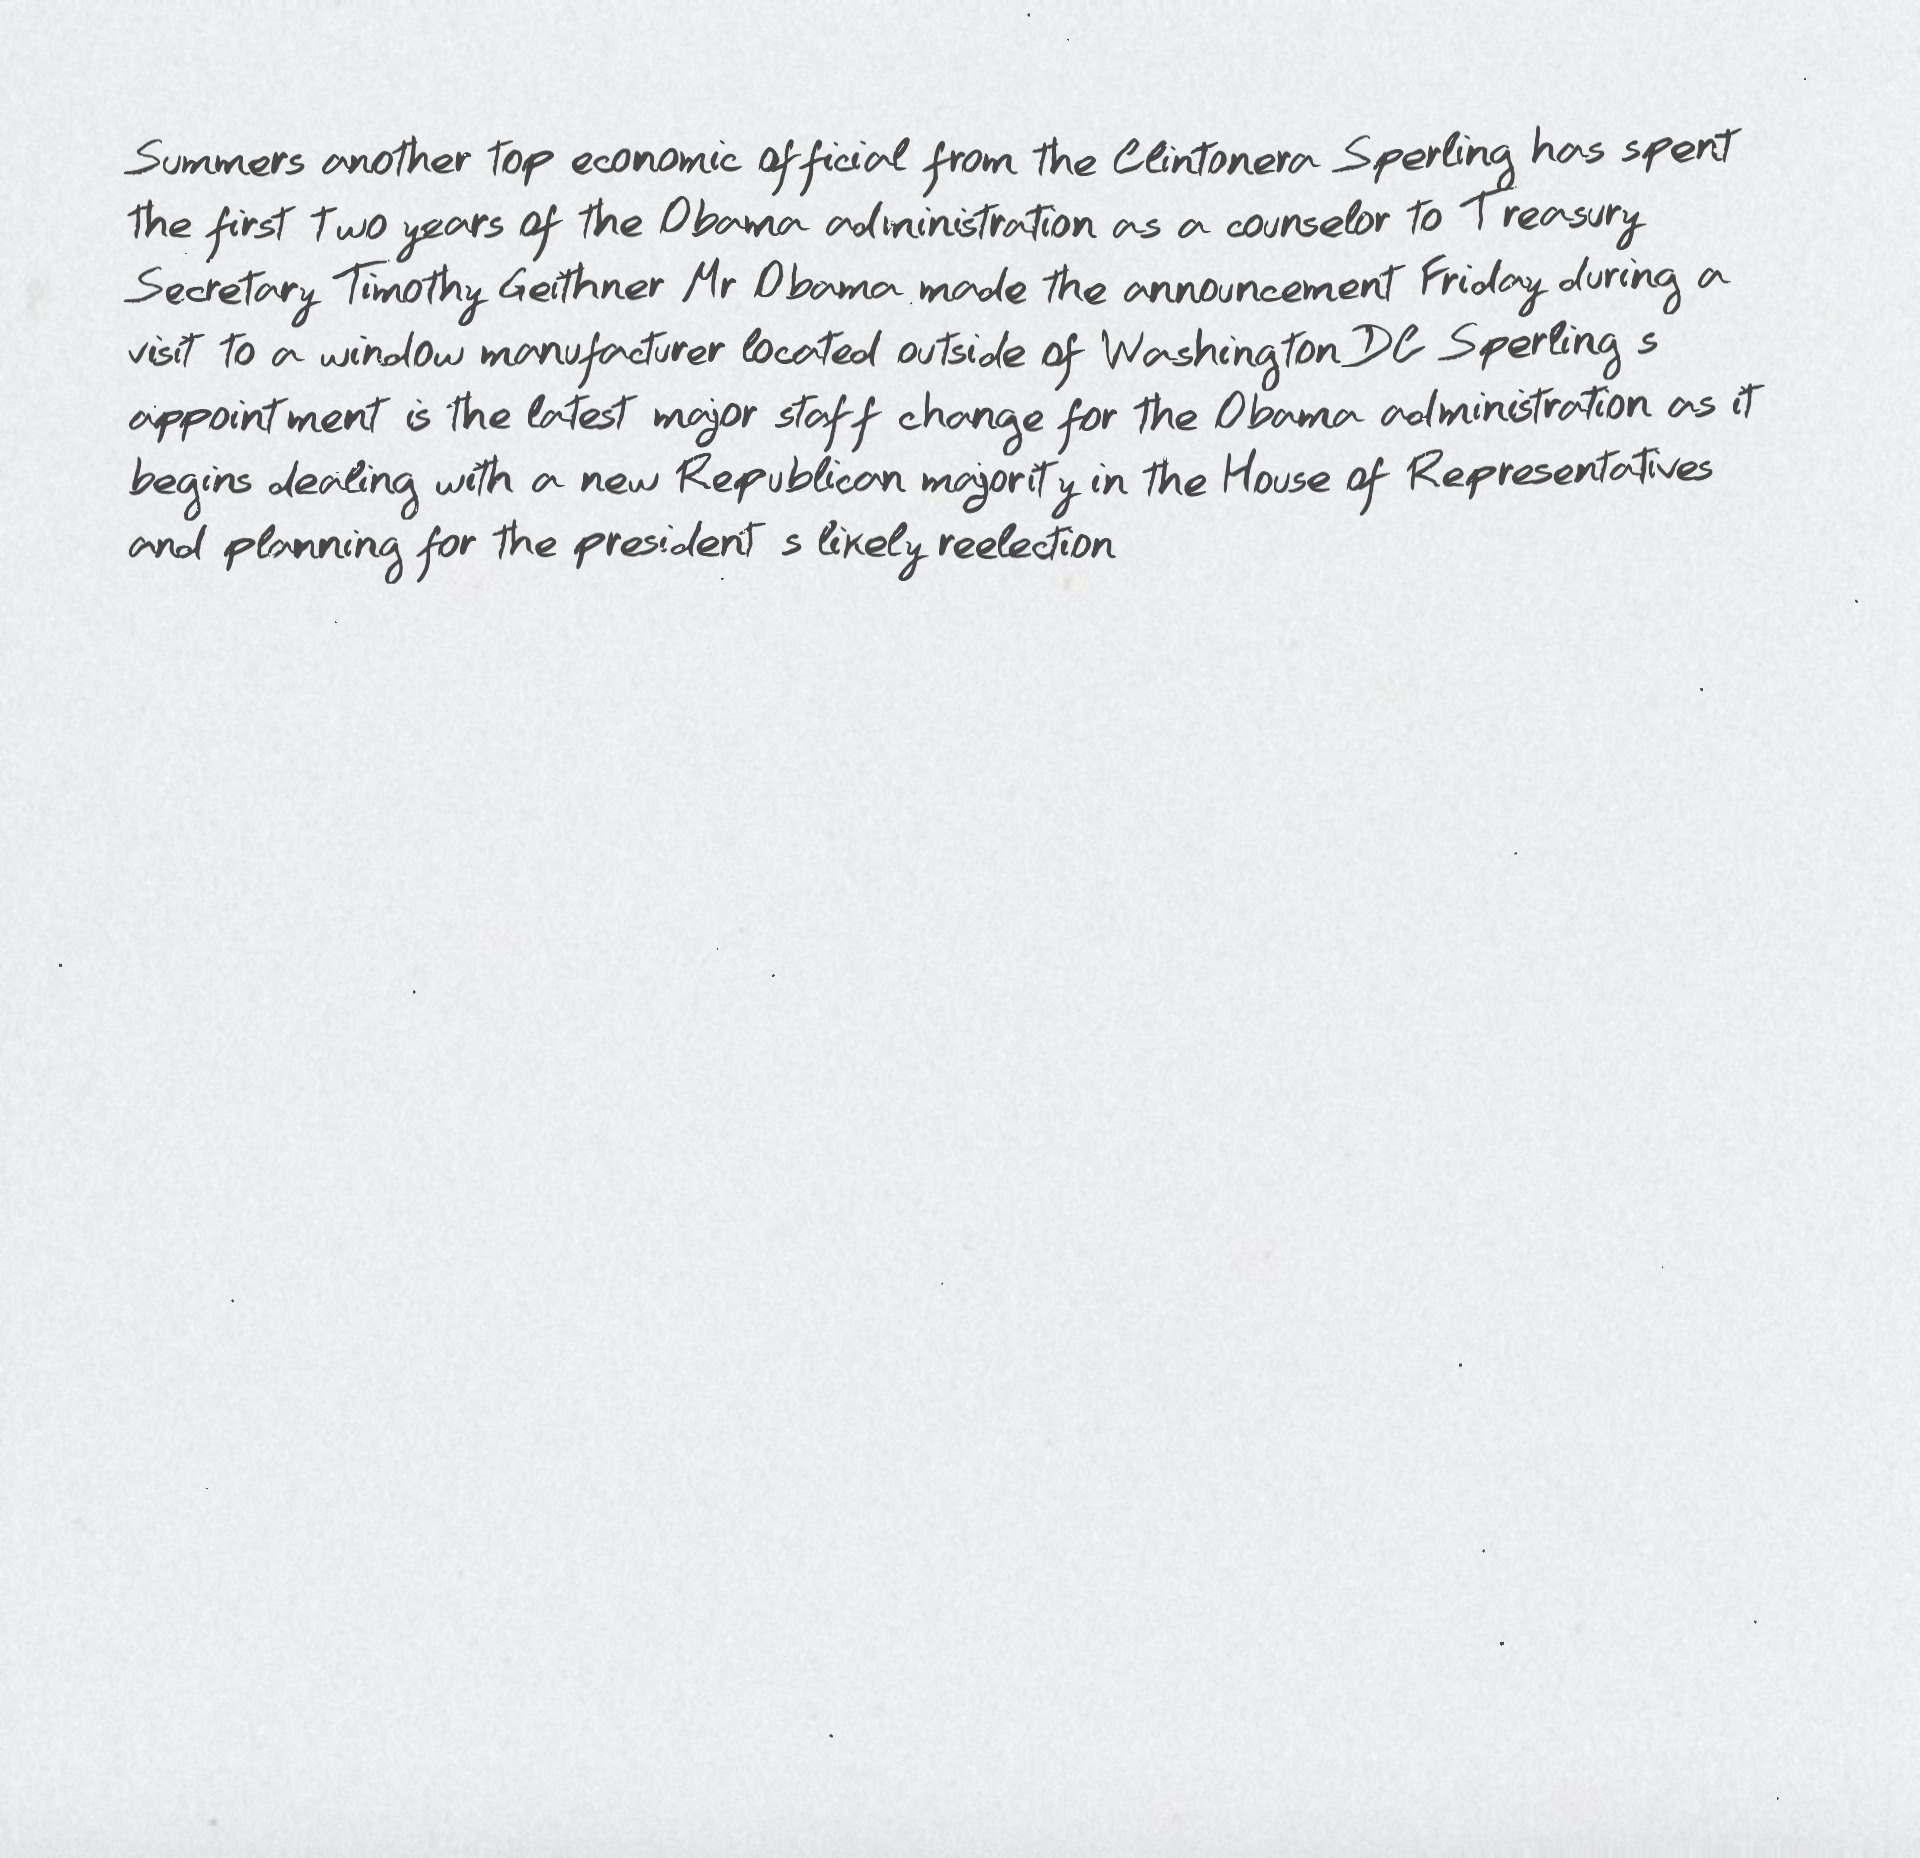 Summers another top economic official from the Clintonera Sperling has spent
the first two years of the Obama administration as a counselor to Treasury
Secretary Timothy Geithner Mr Obama made the announcement Friday during a
visit to a window manufacturer located outside of Washington DC Sperling s
appointment is the latest major staff change for the Obama administration as it
begins dealing with a new Republican majority in the House of Representatives
and planning for the president s likely reelection